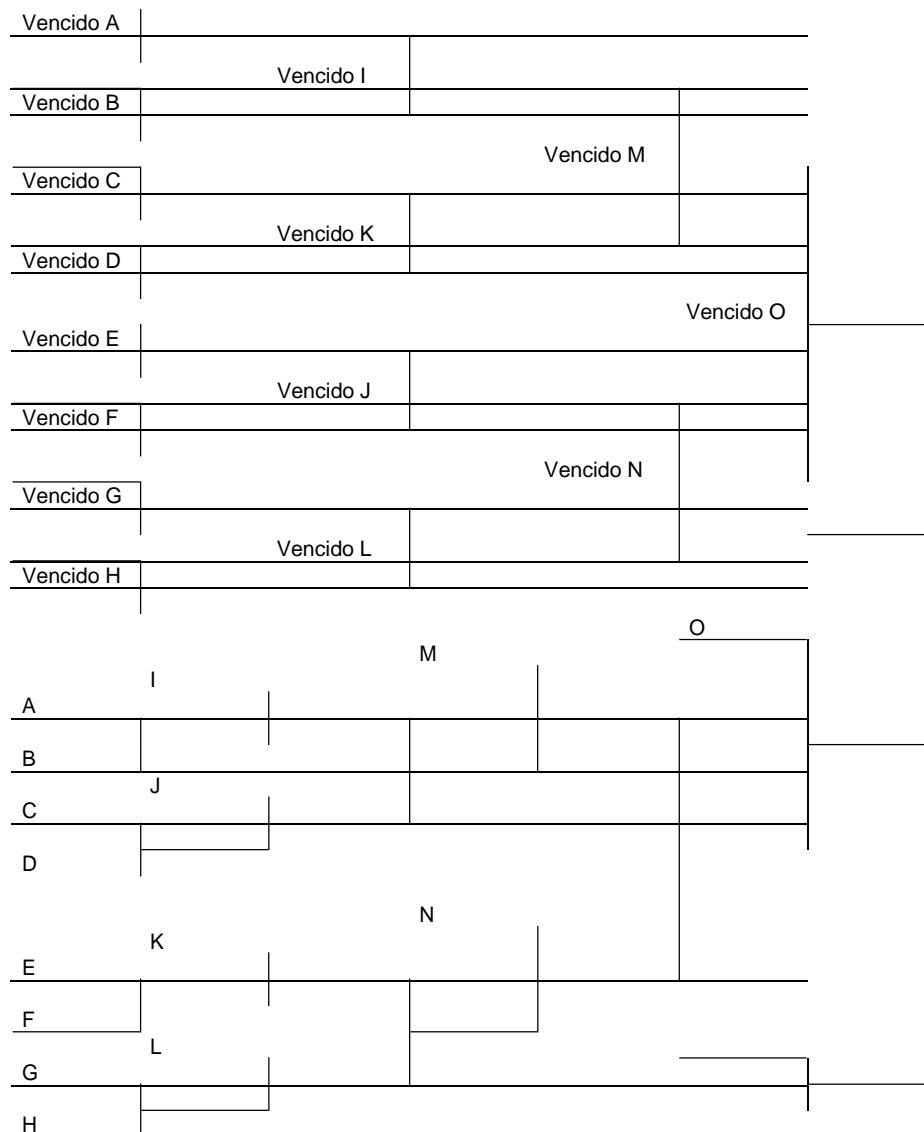 Vencido A
Vencido I
Vencido B
Vencido M
Vencido C
Vencido K
Vencido D
Vencido O
Vencido E
Vencido J
Vencido F
Vencido N
Vencido G
Vencido L
Vencido H
O
M
I
A
B
J
C
D
N
K
E
F
L
G
H